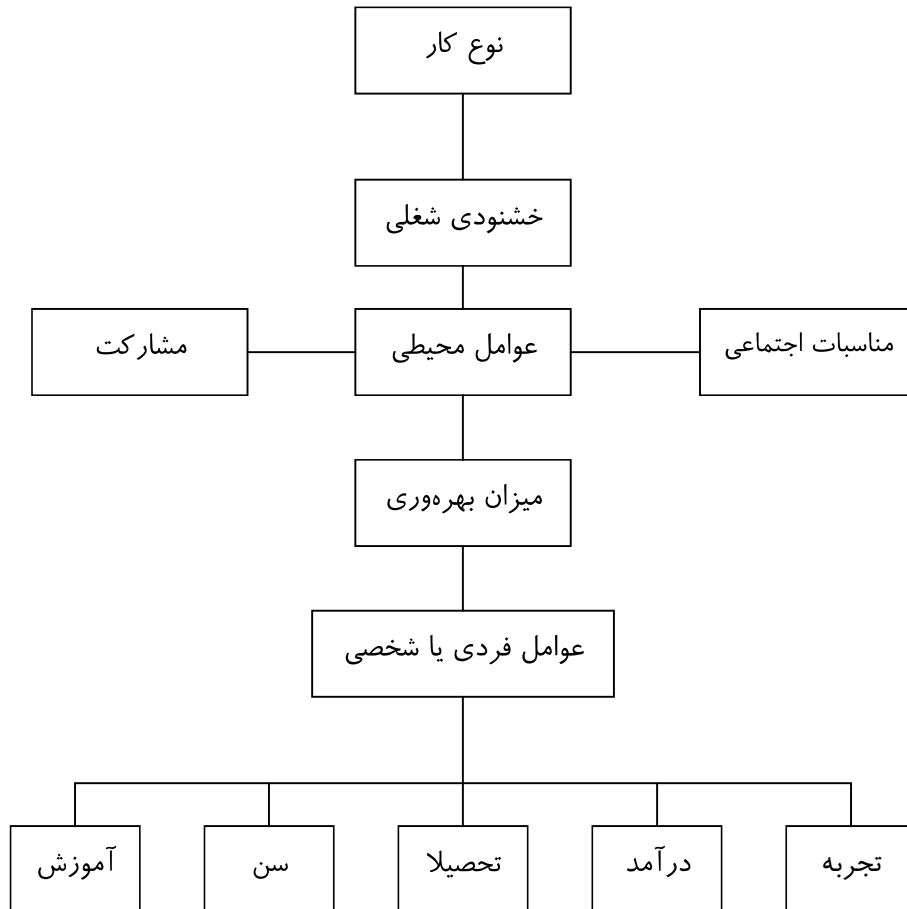 نوع کار
خشنودی شغلی
مناسبات اجتماعی
عوامل محیطی
مشارکت
میزان بهره‌وری
عوامل فردی یا شخصی
تجربه
درآمد
تحصیلا
سن
آموزش